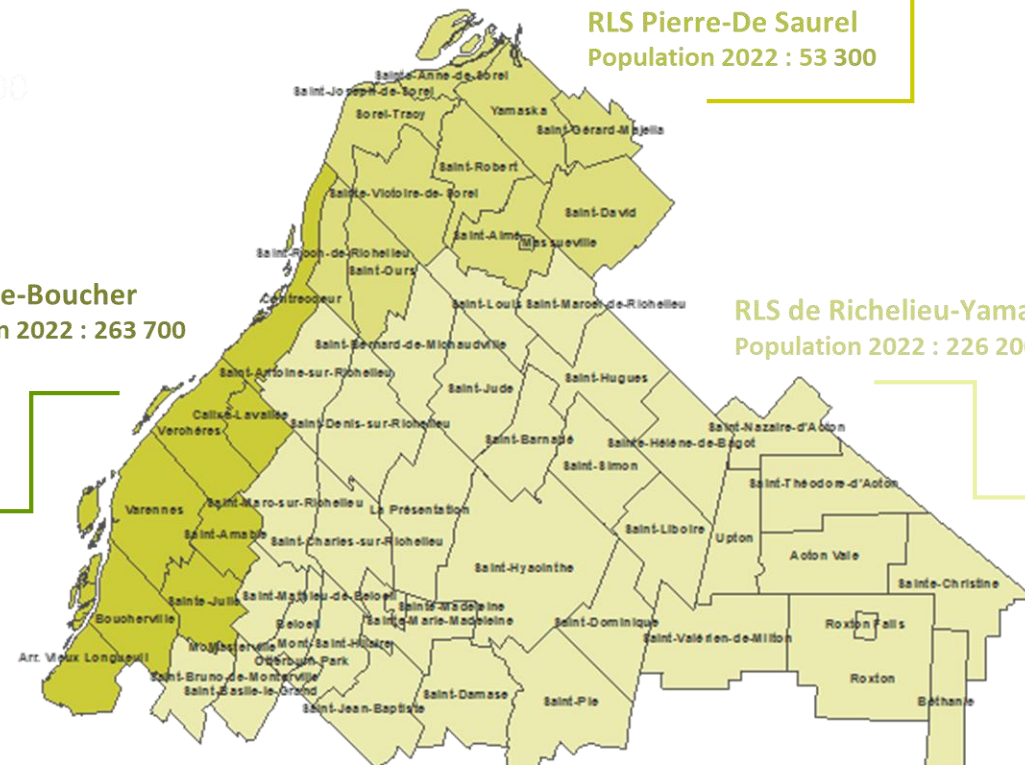 RLS Pierre-De Saurel
Population 2022 : 53 300
Sainte-Anne-de-Sorel
Saint-Joseph-de-Sorel
Sorel-Tracy
Yamaska
Saint-Gérard-Majella
Saint-Robert
Sainte-Victoire-de-Sorel
Saint-David
Saint-Aimé
Massueville
Saint-Roch-de-Richelieu
Saint-Ours
e-Boucher
n 2022 : 263 700
Contrecoeur
Saint-Louis
Saint-Marcel-de-Richelieu
RLS de Richelieu-Yama
Population 2022 : 226 200
Saint-Bernard-de-Michaudville
Saint-Antoine-sur-Richelieu
Saint-Jude
Saint-Hugues
Calixa-Lavallée
Verchères
Saint-Denis-sur-Richelieu
Saint-Barnabé
Sainte-Hélène-de-Bagot
Saint-Nazaire-d'Acton
Saint-Simon
Saint-Théodore-d'Acton
Varennes
Saint-Marc-sur-Richelieu
La Présentation
Saint-Amable
Saint-Charles-sur-Richelieu
Saint-Liboire
Upton
Acton Vale
Saint-Hyacinthe
Sainte-Christine
Sainte-Julie
Saint-Mathieu-de-Beloeil
Sainte-Madeleine
Boucherville
Beloeil
Sainte-Marie-Madeleine
Saint-Dominique
Roxton Falls
Saint-Valérien-de-Milton
McMasterville
Mont-Saint-Hilaire
Arr. Vieux Longueuil
Otterburn Park
Saint-Bruno-de-Montarville
Saint-Basile-le-Grand
Roxton
Saint-Damase
Saint-Pie
Béthanie
Saint-Jean-Baptiste